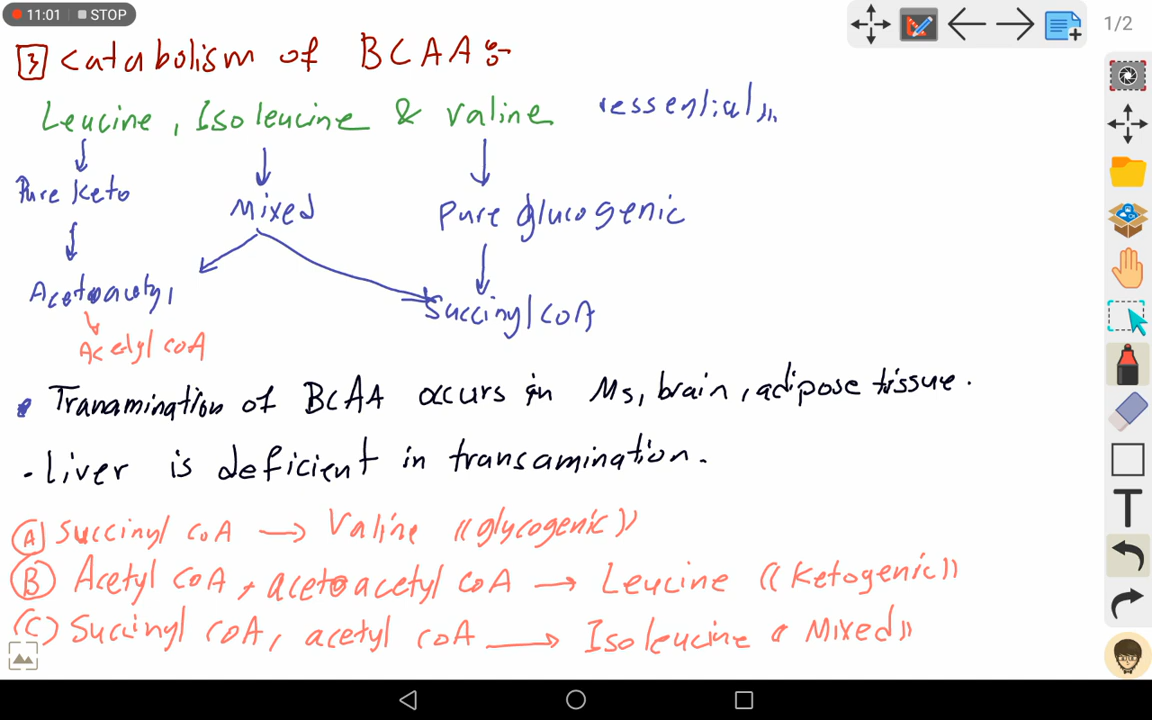 11:01 STOP
1/2
3 Catabolism of BCAAs:-
Leucine, Isoleucine & valine ((essential))
Pure Keto
Mixed
Pure glucogenic
Acetoacetyl
Succinyl coA
Acetyl coA
Tranamination of BCAA occurs in Ms, brain, adipose tissue.
- liver is deficient in transamination.
(A) Succinyl coA → Valine ((glycogenic))
(B) Acetyl coA, acetoacetyl coA → Leucine ((Ketogenic))
(C) Succinyl coA, acetyl coA → Isoleucine ((Mixed))
T